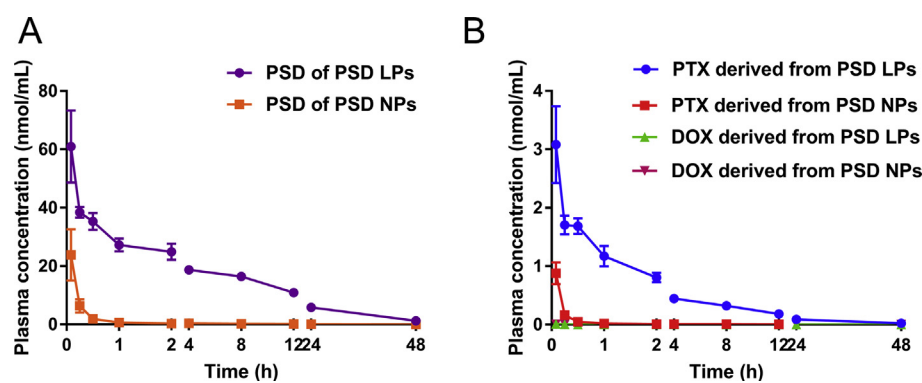 A
PSD of PSD LPs
PSD of PSD NPs
Plasma concentration (nmol/mL)
80
60
40
20
0
0 1 2 4 8 12 24 48
Time (h)
B
PTX derived from PSD LPs
PTX derived from PSD NPs
DOX derived from PSD LPs
DOX derived from PSD NPs
Plasma concentration (nmol/mL)
4
3
2
1
0
0 1 2 4 8 12 24 48
Time (h)